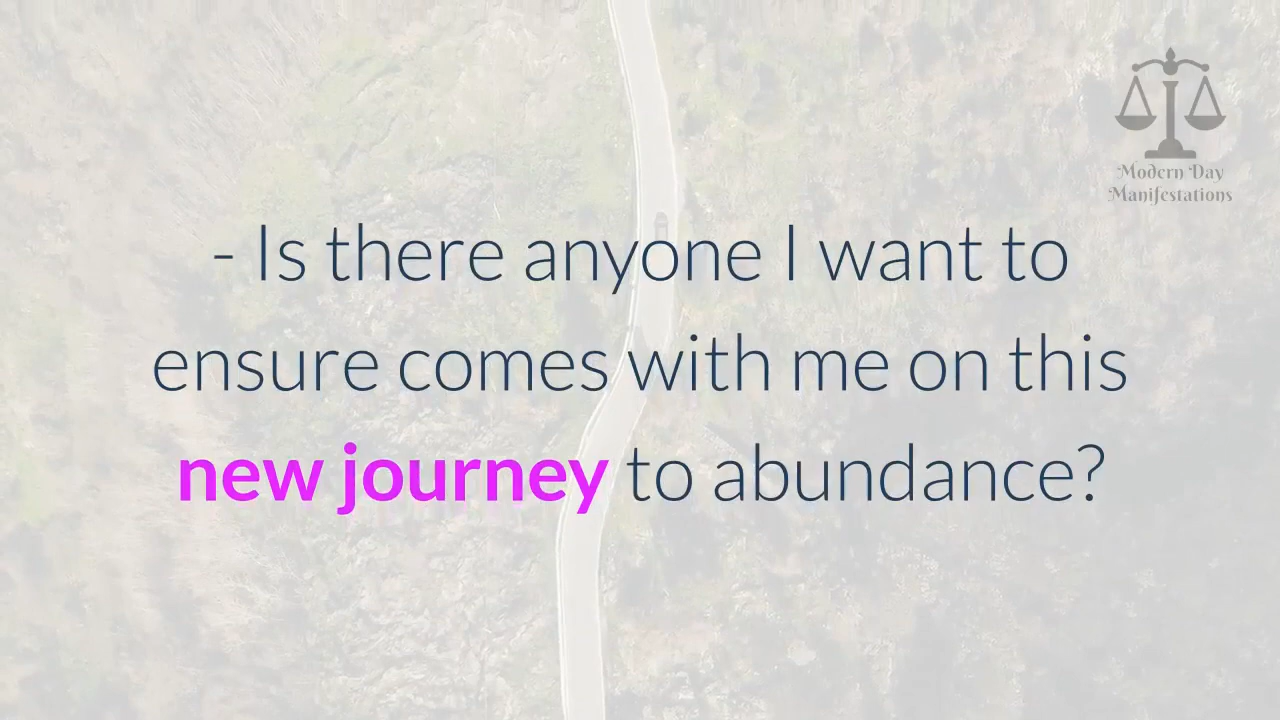 Modern Day
Manifestations
- Is there anyone I want to
ensure comes with me on this
new journey to abundance?